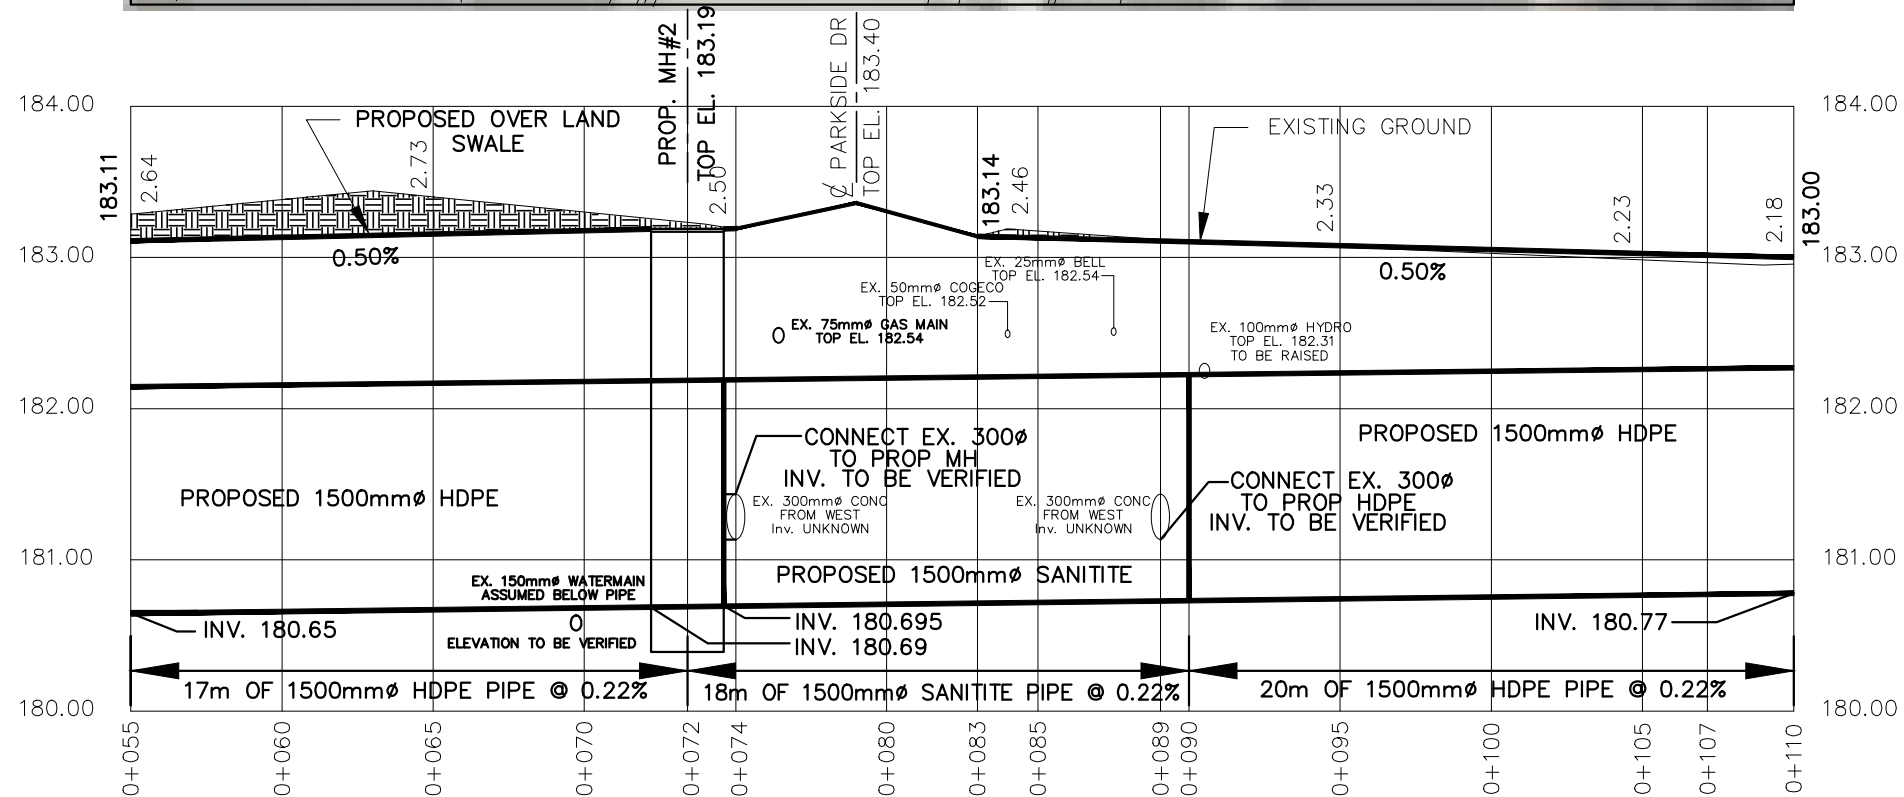 PROP. MH#2
TOP EL. 183.19
℄ PARKSIDE DR
TOP EL. 183.40
184.00
184.00
PROPOSED OVER LAND
SWALE
EXISTING GROUND
183.11
2.64
2.73
2.50
183.14
2.46
2.33
2.23
2.18
183.00
183.00
0.50%
0.50%
183.00
EX. 25mmø BELL
TOP EL. 182.54
EX. 50mmø COGECO
TOP EL. 182.52
EX. 75mmø GAS MAIN
TOP EL. 182.54
EX. 100mmø HYDRO
TOP EL. 182.31
TO BE RAISED
182.00
182.00
CONNECT EX. 300ø
TO PROP MH
INV. TO BE VERIFIED
PROPOSED 1500mmø HDPE
CONNECT EX. 300ø
TO PROP HDPE
INV. TO BE VERIFIED
PROPOSED 1500mmø HDPE
EX. 300mmø CONC
FROM WEST
Inv. UNKNOWN
EX. 300mmø CONC
FROM WEST
Inv. UNKNOWN
181.00
181.00
EX. 150mmø WATERMAIN
ASSUMED BELOW PIPE
PROPOSED 1500mmø SANITITE
INV. 180.65
ELEVATION TO BE VERIFIED
INV. 180.695
INV. 180.69
INV. 180.77
17m OF 1500mmø HDPE PIPE @ 0.22%
18m OF 1500mmø SANITITE PIPE @ 0.22%
20m OF 1500mmø HDPE PIPE @ 0.22%
180.00
180.00
0+055
0+060
0+065
0+070
0+072
0+074
0+080
0+083
0+085
0+089
0+090
0+095
0+100
0+105
0+107
0+110